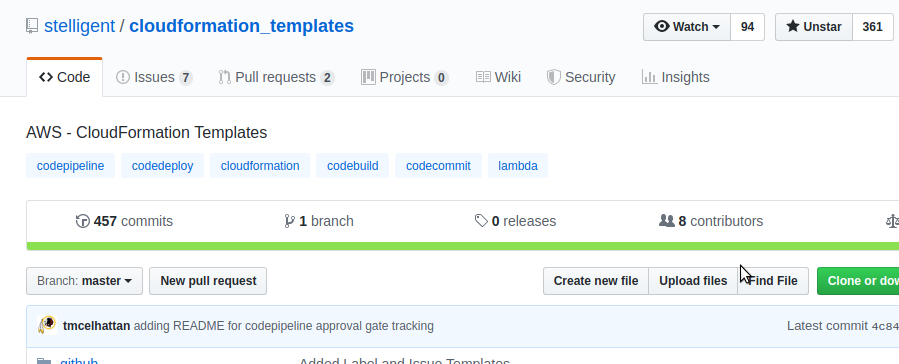 stelligent / cloudformation_templates
Watch 94 Unstar 361
Code Issues 7 Pull requests 2 Projects 0 Wiki Security Insights
AWS - CloudFormation Templates
codepipeline codedeploy cloudformation codebuild codecommit lambda
457 commits 1 branch 0 releases 8 contributors
Branch: master New pull request Create new file Upload files Find File Clone or dow
tmcelhattan adding README for codepipeline approval gate tracking Latest commit 4c84
github Added Label and Issue Templates